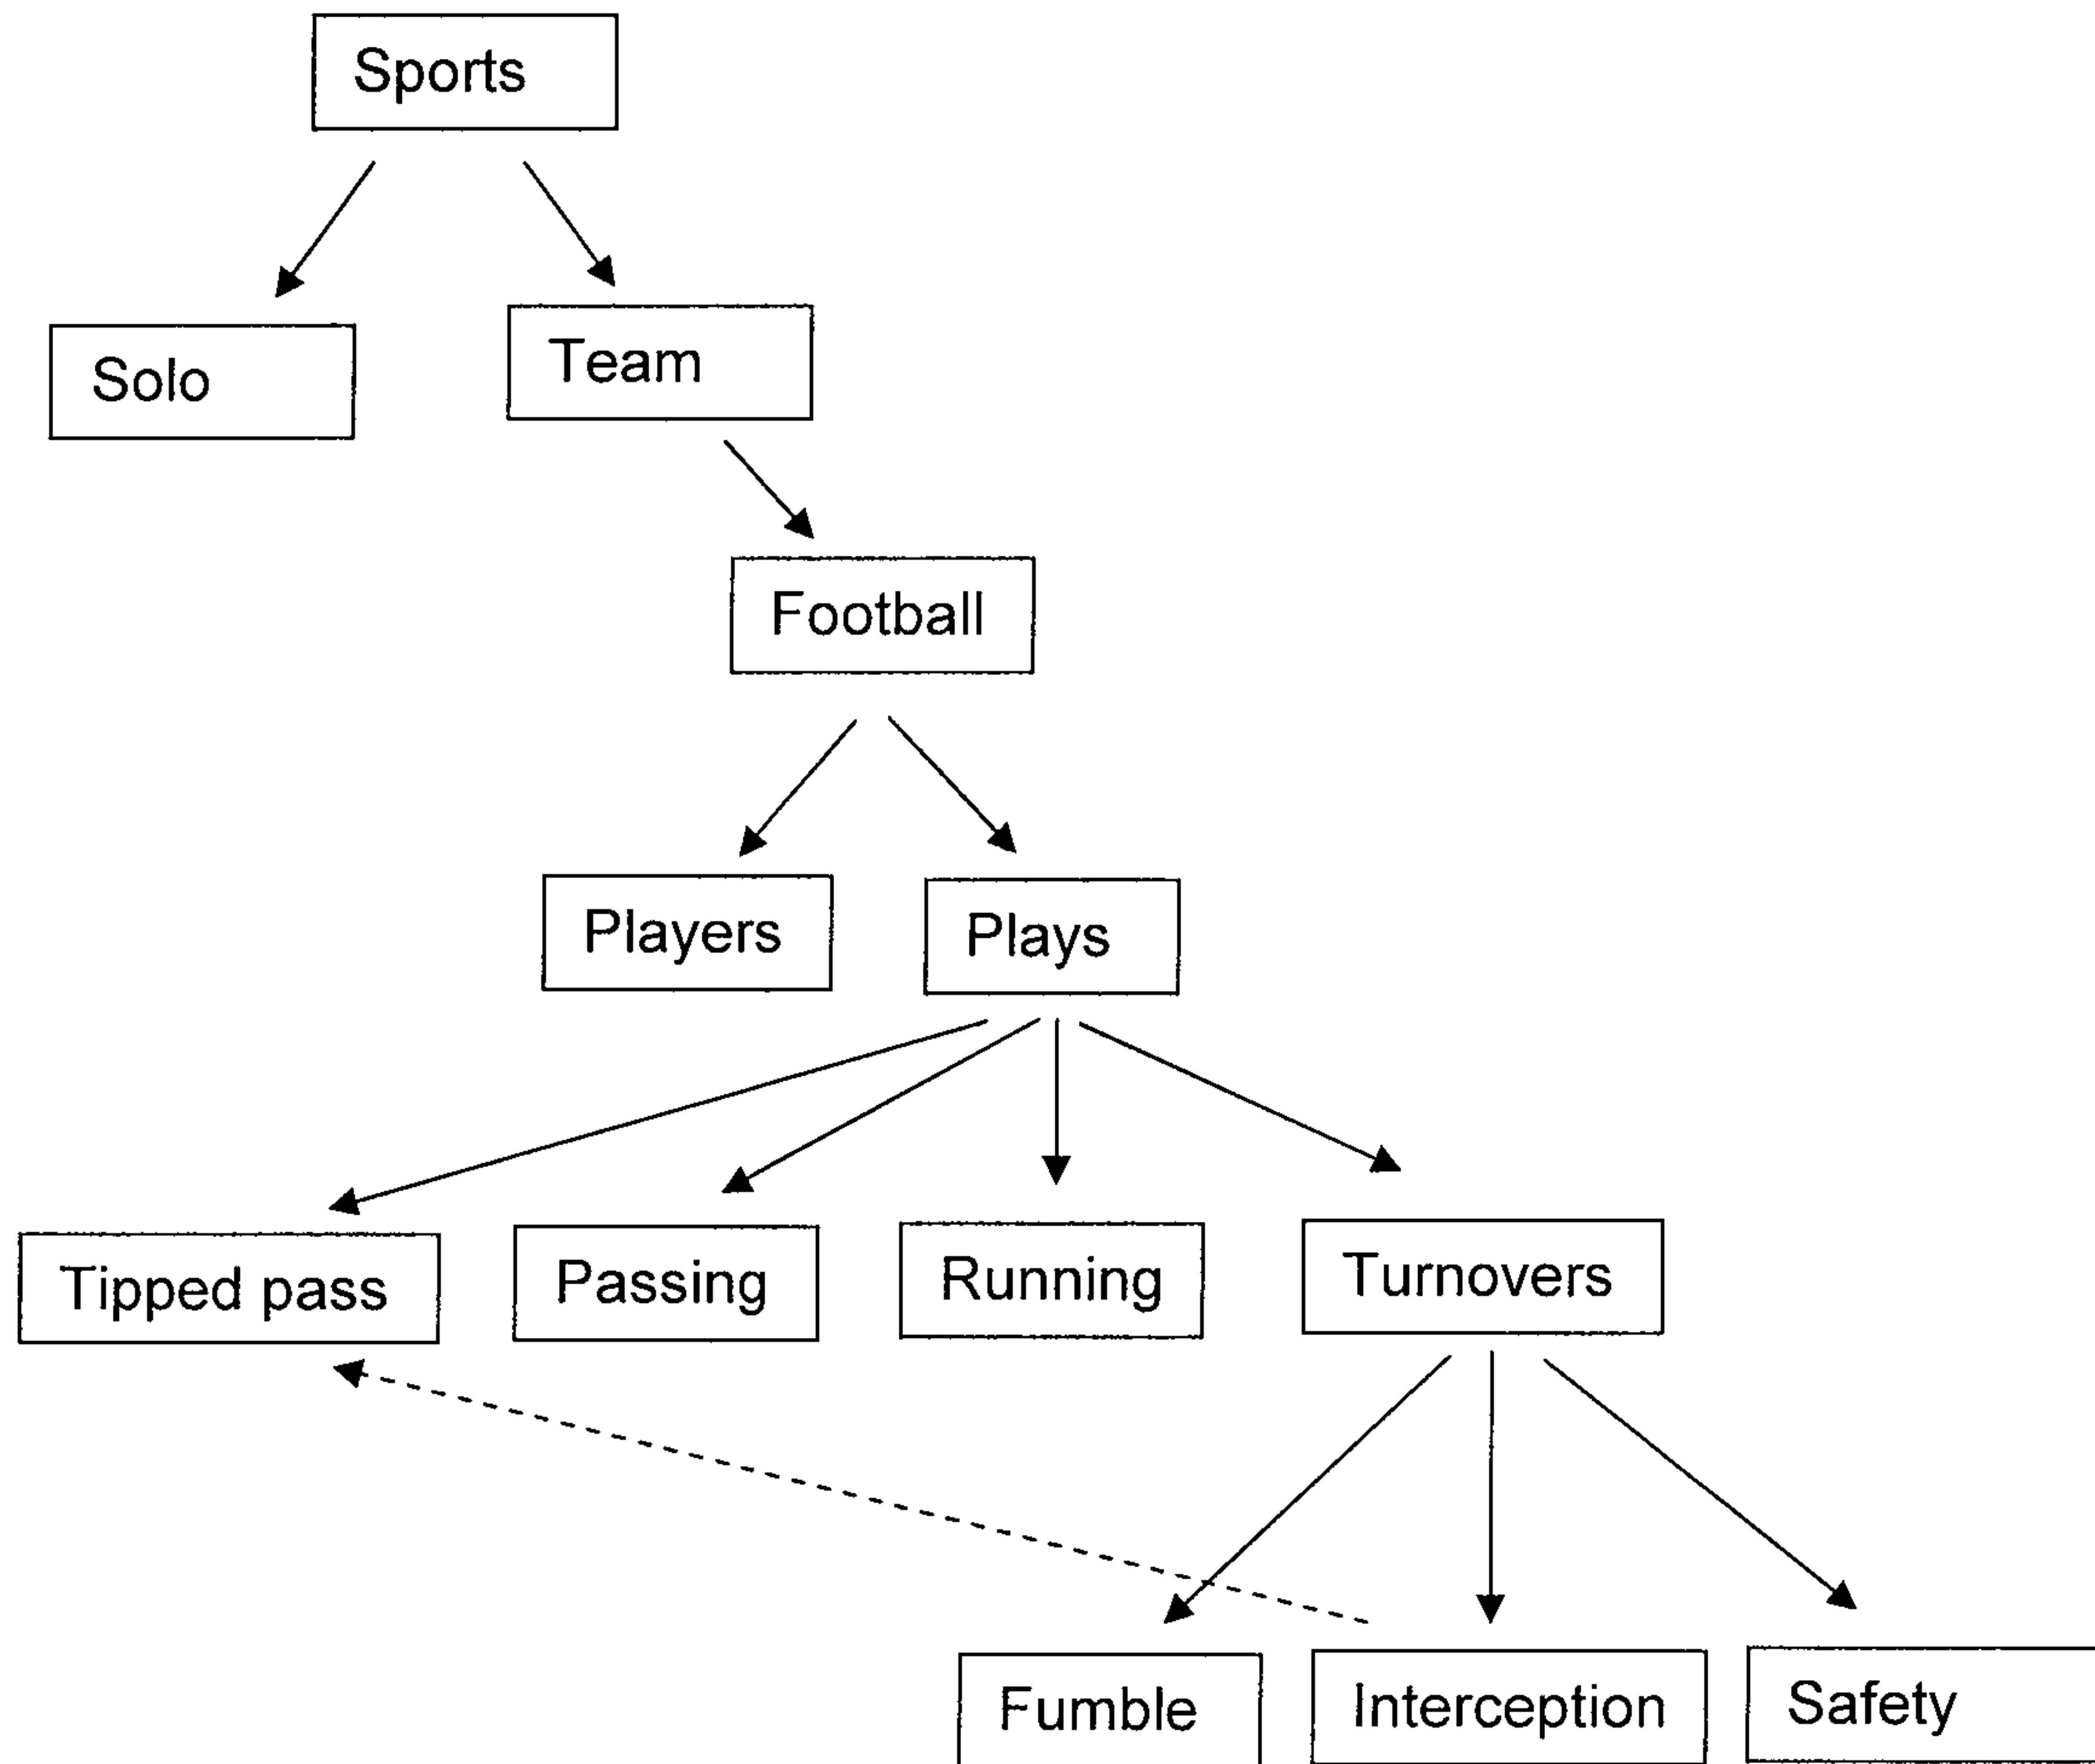 Sports
Solo
Team
Football
Players
Plays
Tipped pass
Passing
Running
Turnovers
Fumble
Interception
Safety